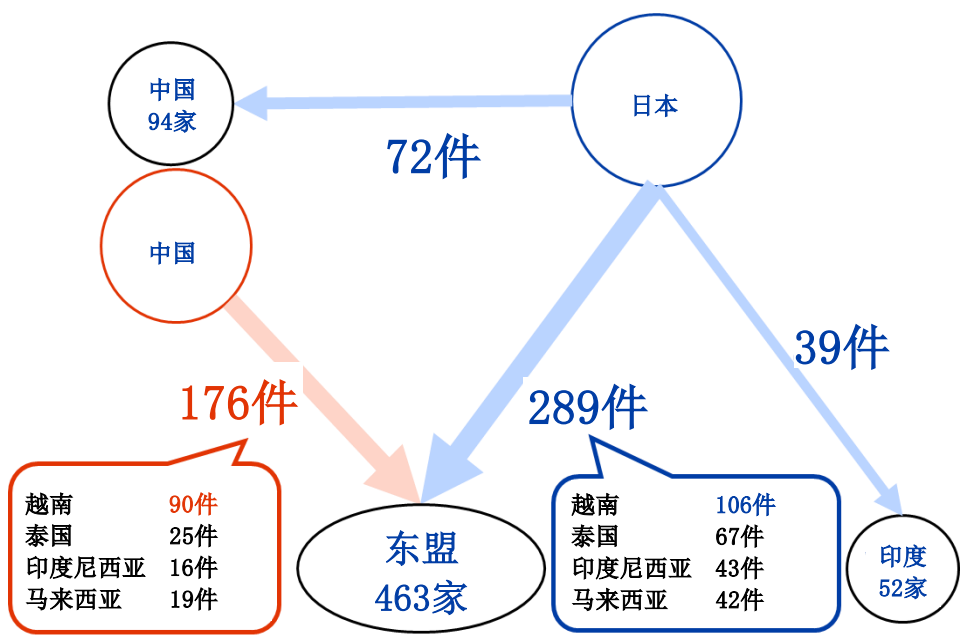 中国
94家
日本
72件
中国
39件
176件
289件
越南 90件
泰国 25件
印度尼西亚 16件
马来西亚 19件
东盟
463家
越南 106件
泰国 67件
印度尼西亚 43件
马来西亚 42件
印度
52家